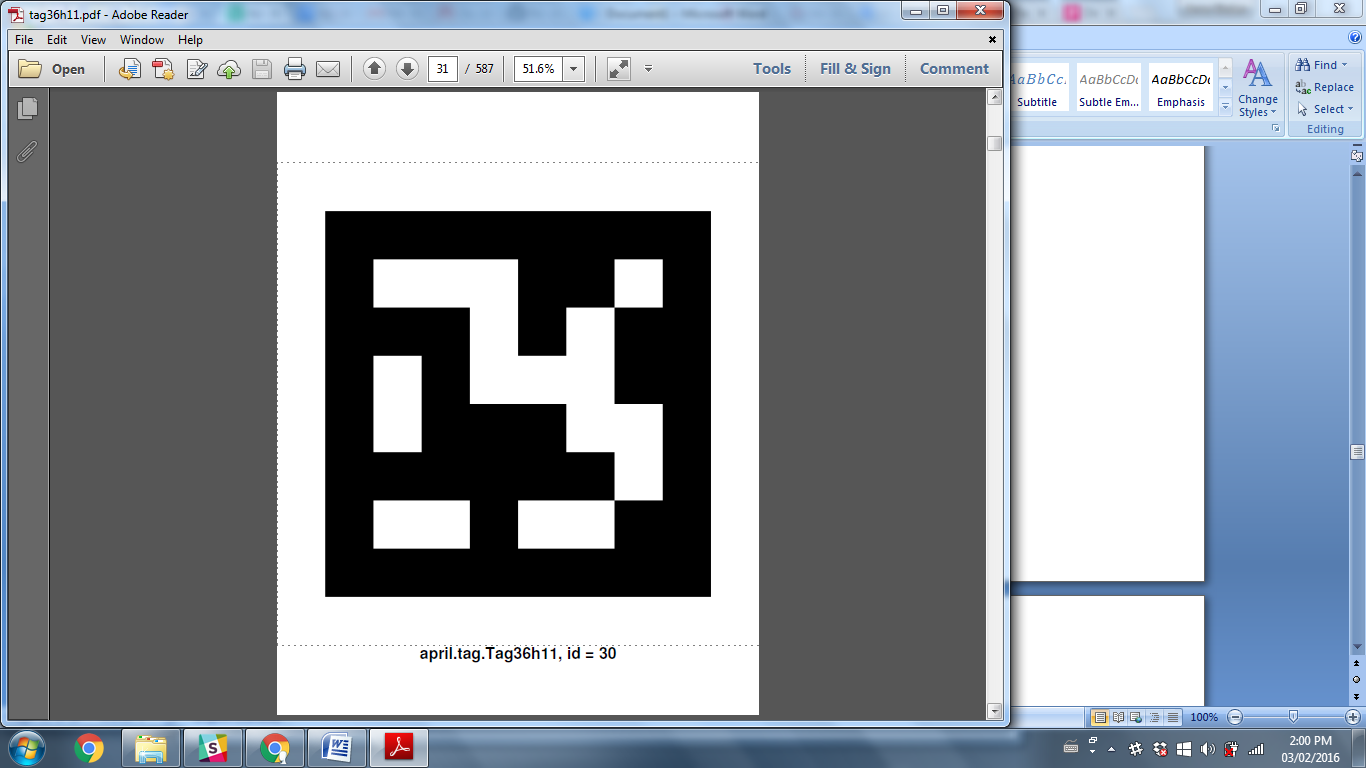 tag36h11.pdf - Adobe Reader
File Edit View Window Help
Open 31 / 587 51.6% Tools Fill & Sign Comment
april.tag.Tag36h11, id = 30
AaBbCc AaBbCcDc AaBbCcDc
Subtitle Subtle Em... Emphasis
Change Styles
Find
Replace
Select
Editing
100%
2:00 PM
03/02/2016